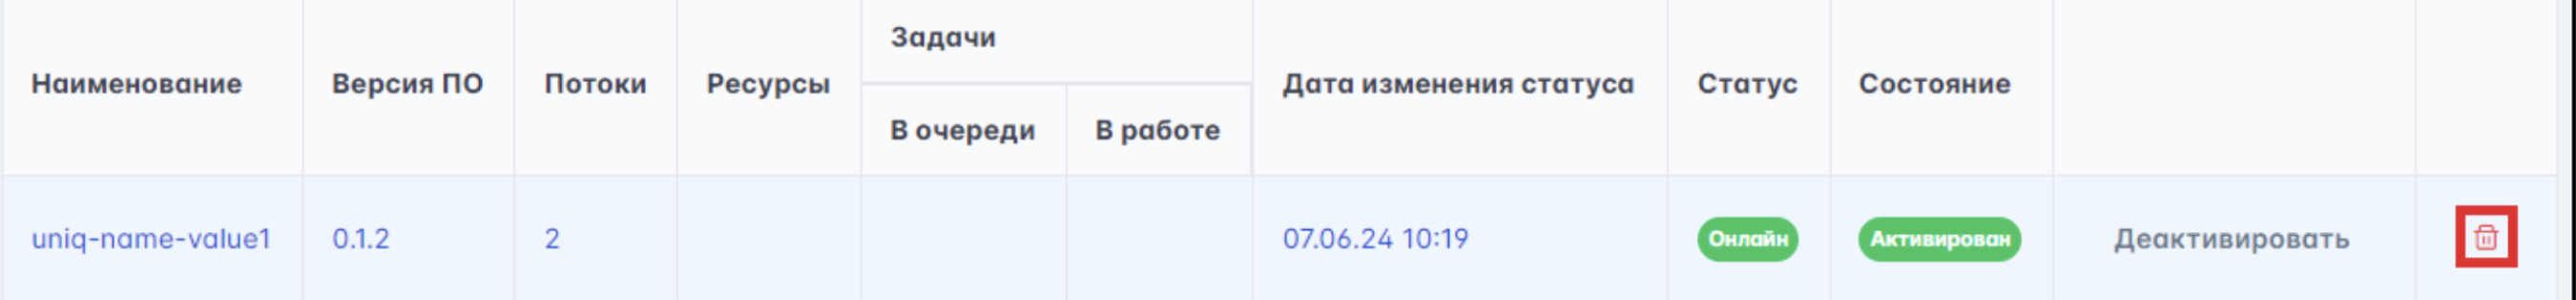 Задачи
Наименование Версия ПО Потоки Ресурсы Дата изменения статуса Статус Состояние
В очереди В работе
uniq-name-value1 0.1.2 2 07.06.24 10:19 Онлайн Активирован Деактивировать